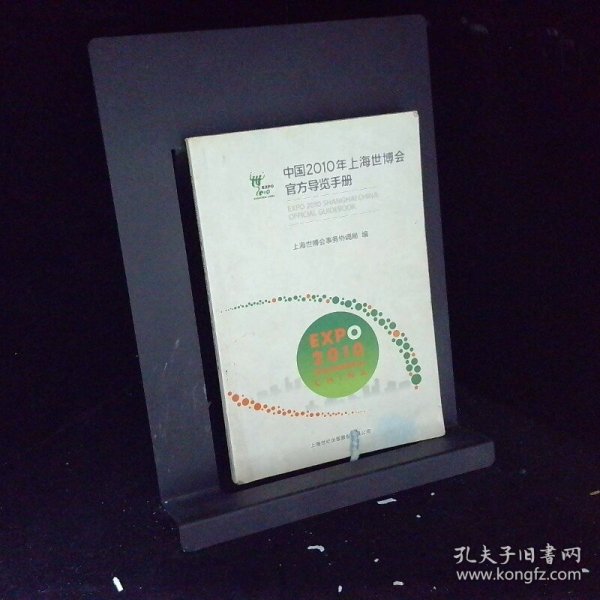 EXPO
中国2010年上海世博会
官方导览手册
EXPO 2010 SHANGHAI CHINA
OFFICIAL GUIDEBOOK
上海世博会事务协调局 编
EXPO
2010
CHINA
孔夫子旧书网
www.kongfz.com